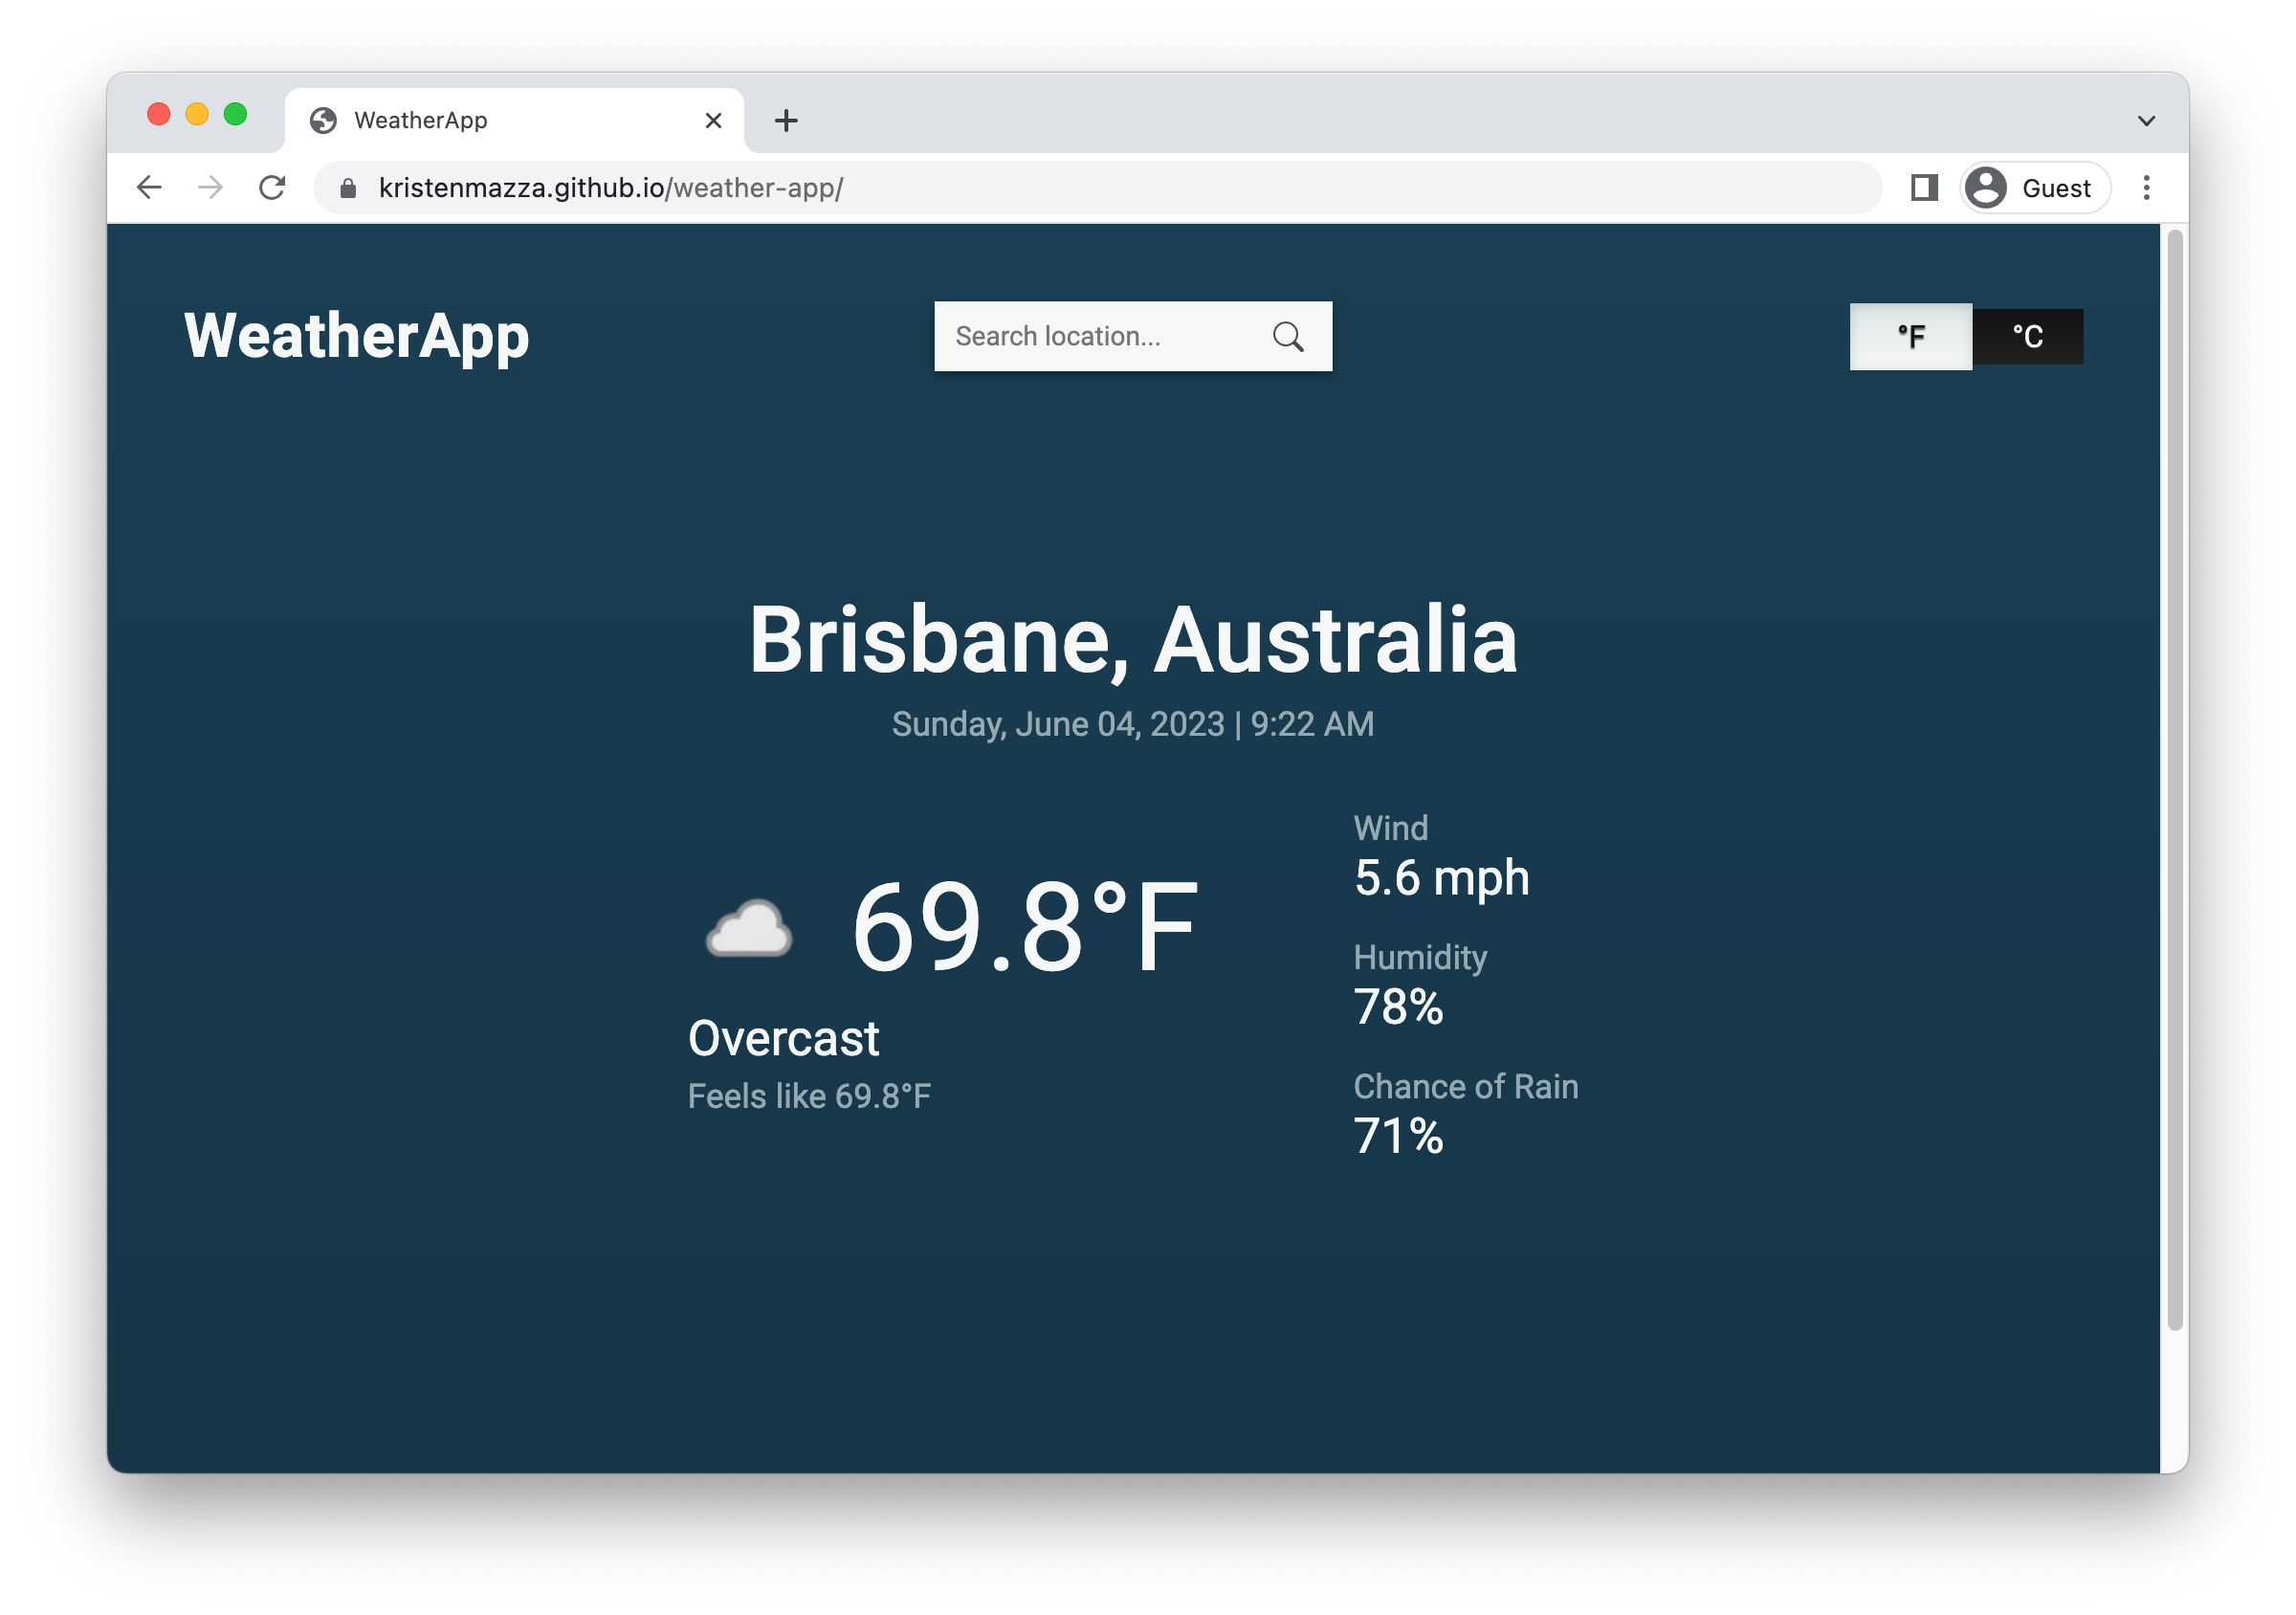 WeatherApp
kristenmazza.github.io/weather-app/
Guest
WeatherApp
Search location...
°F
°C
Brisbane, Australia
Sunday, June 04, 2023 | 9:22 AM
69.8°F
Overcast
Feels like 69.8°F
Wind
5.6 mph
Humidity
78%
Chance of Rain
71%